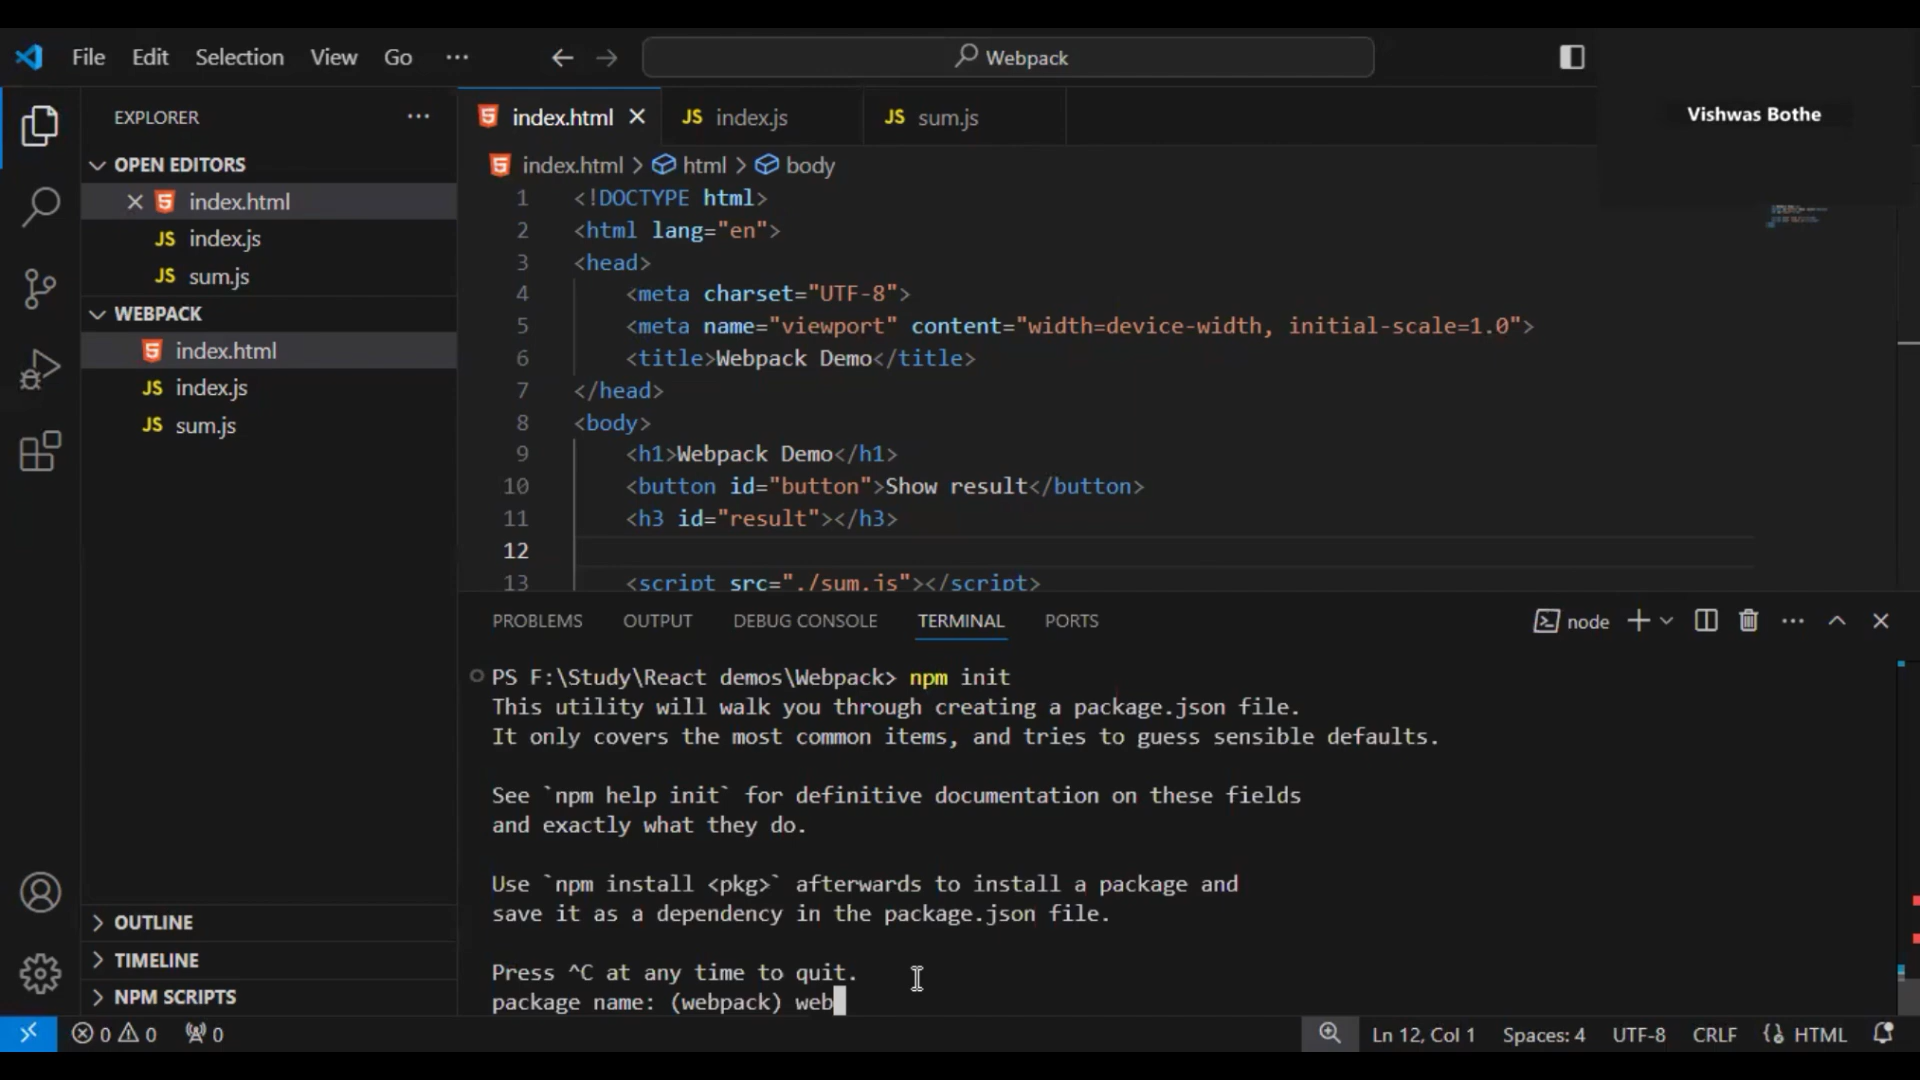 File Edit Selection View Go ··· Webpack
Vishwas Bothe
EXPLORER ···
OPEN EDITORS
index.html
JS index.js
JS sum.js
WEBPACK
index.html
JS index.js
JS sum.js
OUTLINE
TIMELINE
NPM SCRIPTS
index.html JS index.js JS sum.js
index.html > html > body
1 <!DOCTYPE html>
2 <html lang="en">
3 <head>
4 <meta charset="UTF-8">
5 <meta name="viewport" content="width=device-width, initial-scale=1.0">
6 <title>Webpack Demo</title>
7 </head>
8 <body>
9 <h1>Webpack Demo</h1>
10 <button id="button">Show result</button>
11 <h3 id="result"></h3>
12
13 <script src="./sum.js"></script>
PROBLEMS OUTPUT DEBUG CONSOLE TERMINAL PORTS node
PS F:\Study\React demos\Webpack> npm init
This utility will walk you through creating a package.json file.
It only covers the most common items, and tries to guess sensible defaults.
See `npm help init` for definitive documentation on these fields
and exactly what they do.
Use `npm install <pkg>` afterwards to install a package and
save it as a dependency in the package.json file.
Press ^C at any time to quit.
package name: (webpack) web
0 0 0 Ln 12, Col 1 Spaces: 4 UTF-8 CRLF {} HTML